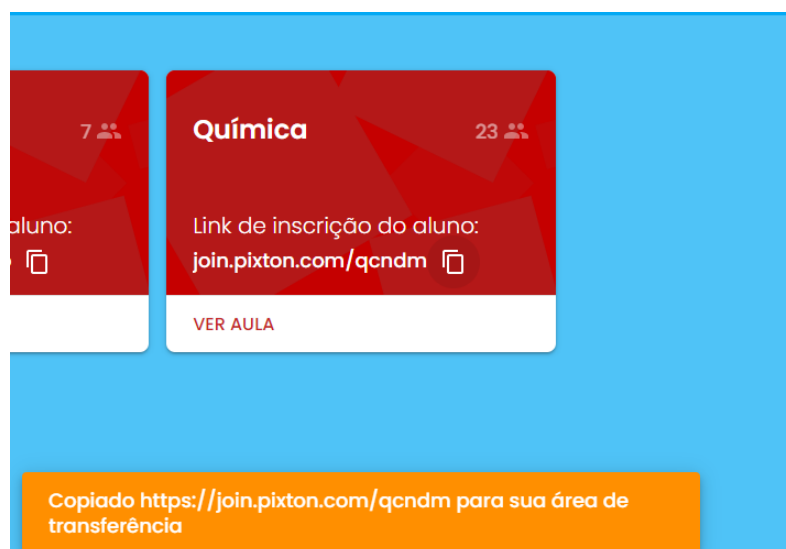 7
aluno:
Química
23
Link de inscrição do aluno:
join.pixton.com/qcndm
VER AULA
Copiado https://join.pixton.com/qcndm para sua área de
transferência